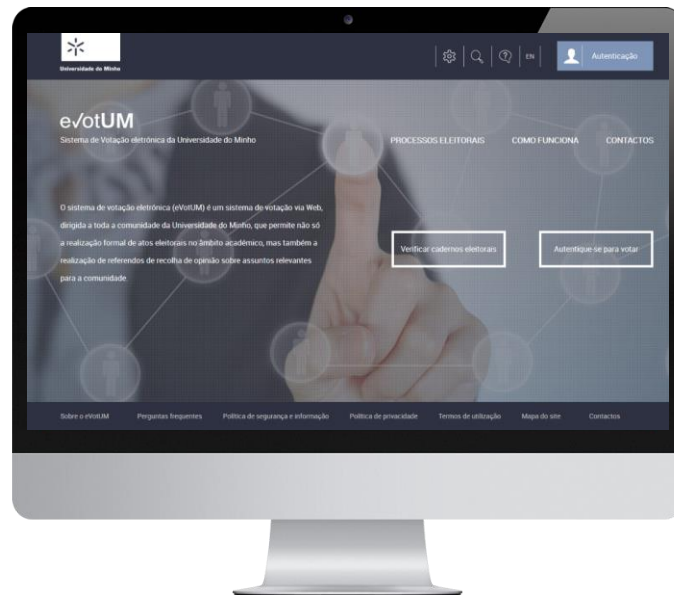 Universidade do Minho
EN
Autenticação
e√otUM
Sistema de Votação eletrónica da Universidade do Minho
PROCESSOS ELEITORAIS
COMO FUNCIONA
CONTACTOS
O sistema de votação eletrónica (eVotUM) é um sistema de votação via Web,
dirigida a toda a comunidade da Universidade do Minho, que permite não só
a realização formal de atos eleitorais no âmbito académico, mas também a
realização de referendos de recolha de opinião sobre assuntos relevantes
para a comunidade.
Verificar cadernos eleitorais
Autentique-se para votar
Sobre o eVotUM
Perguntas frequentes
Política de segurança e informação
Política de privacidade
Termos de utilização
Mapa do site
Contactos